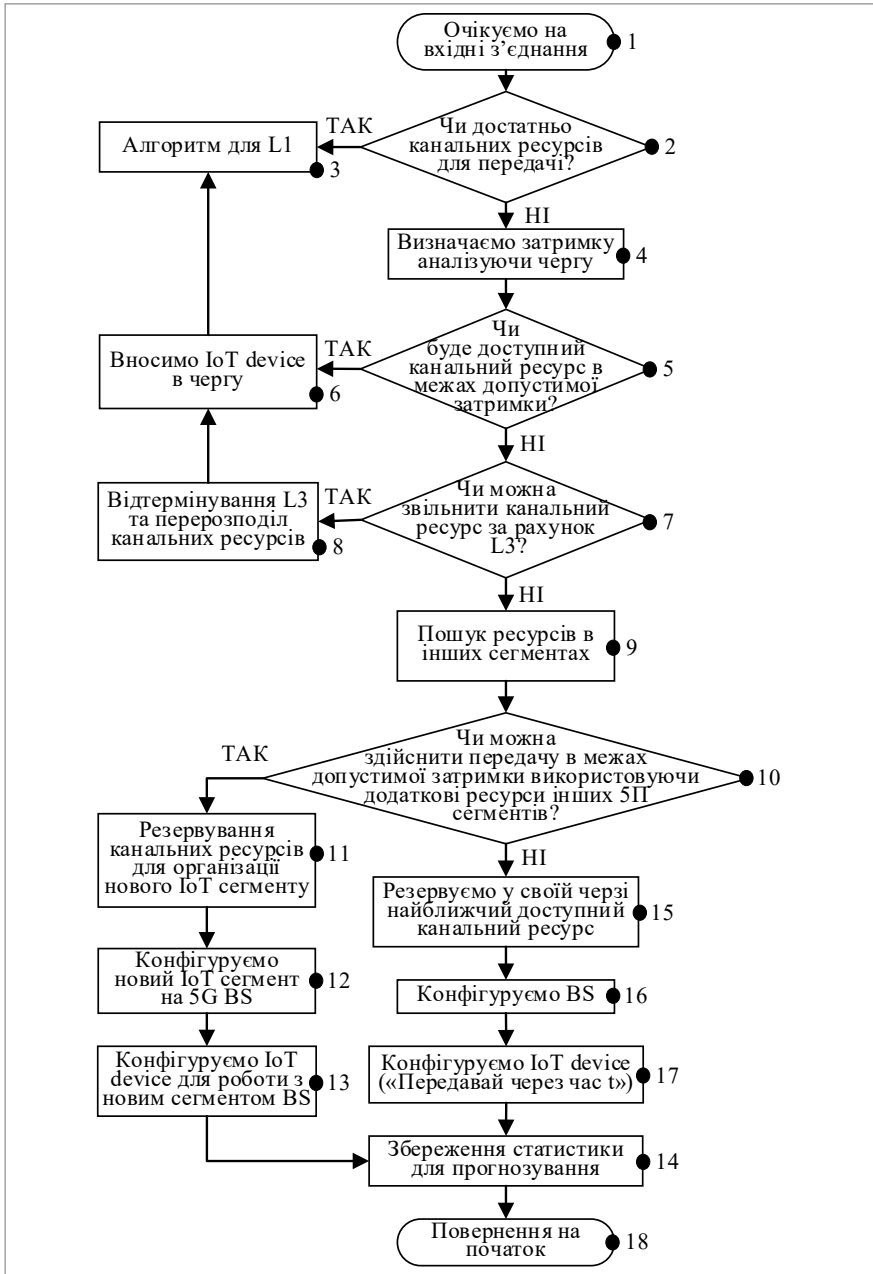 Очікуємо на
вхідні з’єднання
1
Чи достатньо
канальних ресурсів
для передачі?
2
ТАК
Алгоритм для L1
3
НІ
Визначаємо затримку
аналізуючи чергу
4
Чи
буде доступний
канальний ресурс в
межах допустимої
затримки?
5
ТАК
Вносимо IoT device
в чергу
6
НІ
Чи можна
звільнити канальний
ресурс за рахунок
L3?
7
ТАК
Відтермінування L3
та перерозподіл
канальних ресурсів
8
НІ
Пошук ресурсів в
інших сегментах
9
Чи можна
здійснити передачу в межах
допустимої затримки використовуючи
додаткові ресурси інших 5П
сегментів?
10
ТАК
Резервування
канальних ресурсів
для організації
нового IoT сегменту
11
Конфігуруємо
новий IoT сегмент
на 5G BS
12
Конфігуруємо IoT
device для роботи з
новим сегментом BS
13
НІ
Резервуємо у своїй черзі
найближчий доступний
канальний ресурс
15
Конфігуруємо BS
16
Конфігуруємо IoT device
(«Передавай через час t»)
17
Збереження статистики
для прогнозування
14
Повернення на
початок
18